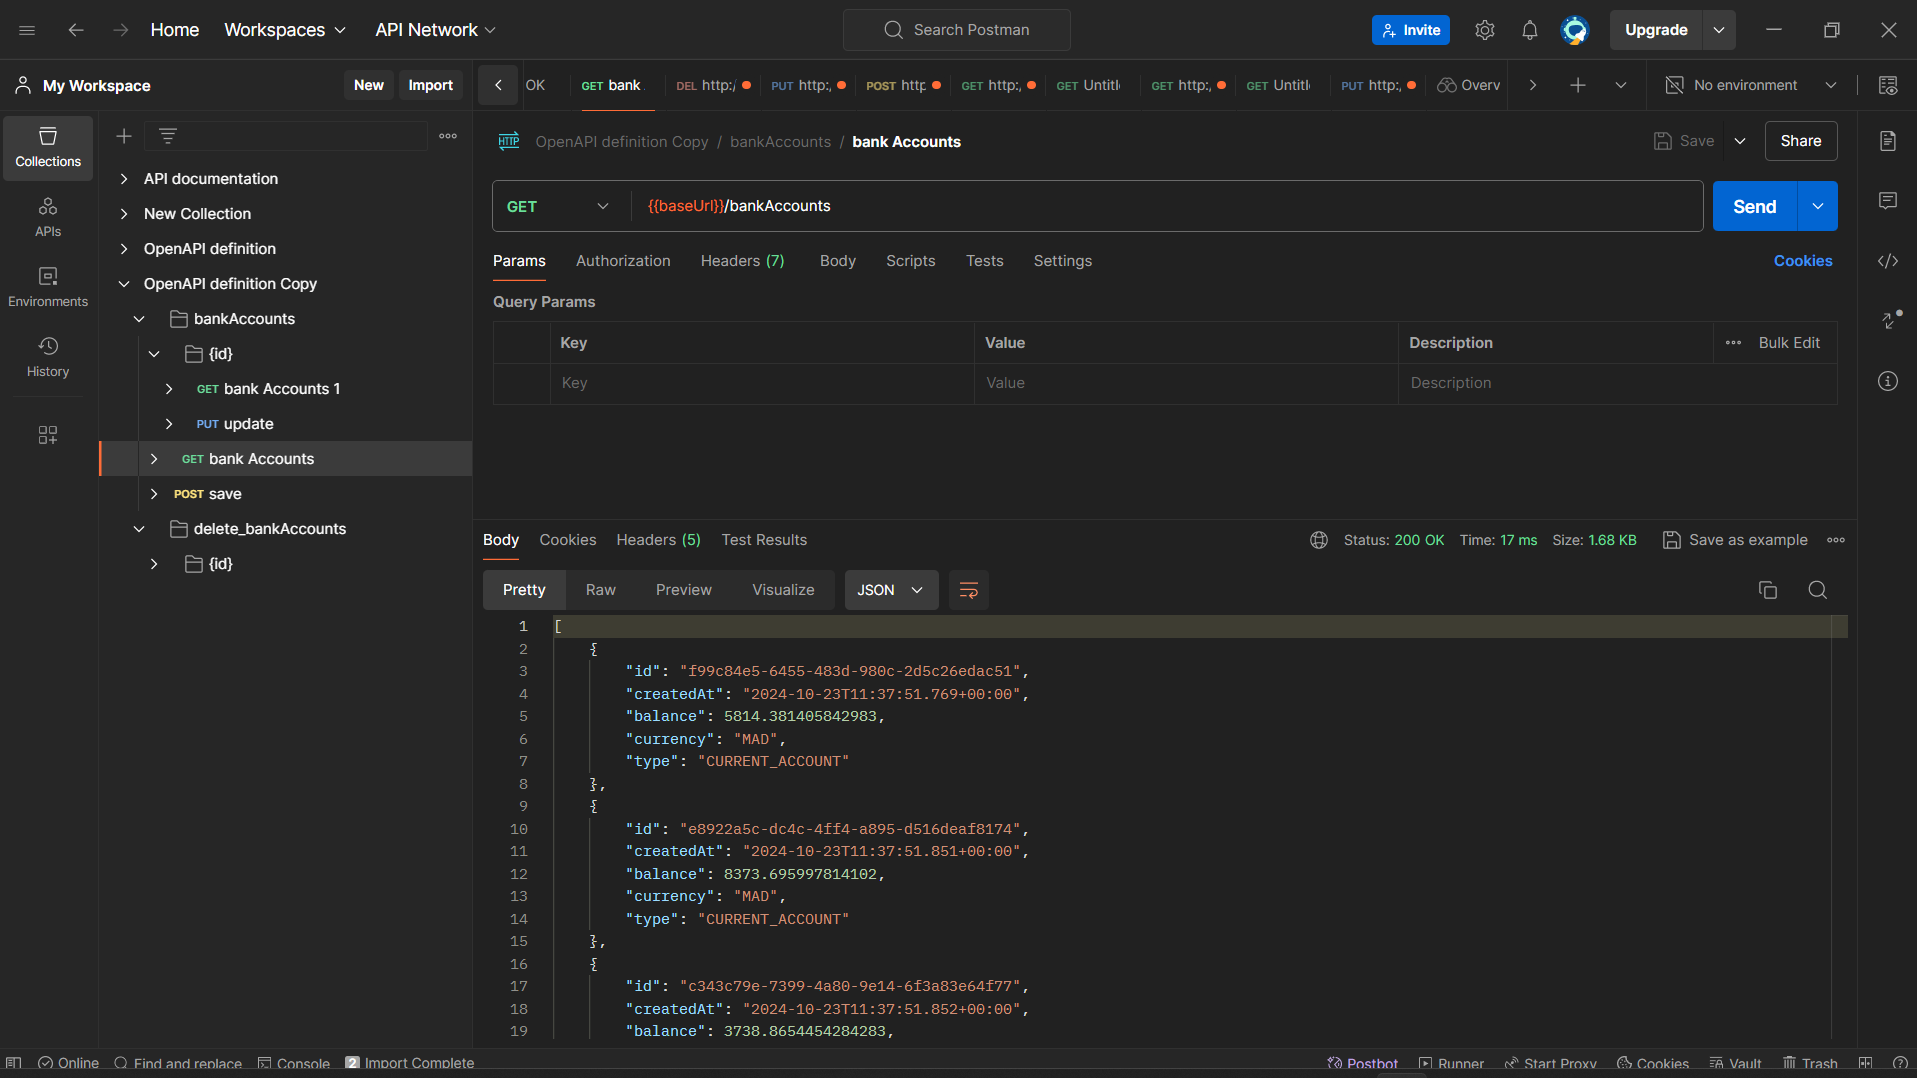 Home Workspaces API Network Search Postman Invite Upgrade
My Workspace New Import OK GET bank DEL http:/ PUT http:, POST http GET http:, GET Untitl GET http:, GET Untitl PUT http:, Overv No environment
Collections
APIs
Environments
History
API documentation
New Collection
OpenAPI definition
OpenAPI definition Copy
bankAccounts
{id}
GET bank Accounts 1
PUT update
GET bank Accounts
POST save
delete_bankAccounts
{id}
HTTP OpenAPI definition Copy / bankAccounts / bank Accounts Save Share
GET {{baseUrl}}/bankAccounts Send
Params Authorization Headers (7) Body Scripts Tests Settings Cookies
Query Params
Key Value Description Bulk Edit
Key Value Description
Body Cookies Headers (5) Test Results Status: 200 OK Time: 17 ms Size: 1.68 KB Save as example
Pretty Raw Preview Visualize JSON
1 [
2 {
3 "id": "f99c84e5-6455-483d-980c-2d5c26edac51",
4 "createdAt": "2024-10-23T11:37:51.769+00:00",
5 "balance": 5814.381405842983,
6 "currency": "MAD",
7 "type": "CURRENT_ACCOUNT"
8 },
9 {
10 "id": "e8922a5c-dc4c-4ff4-a895-d516deaf8174",
11 "createdAt": "2024-10-23T11:37:51.851+00:00",
12 "balance": 8373.695997814102,
13 "currency": "MAD",
14 "type": "CURRENT_ACCOUNT"
15 },
16 {
17 "id": "c343c79e-7399-4a80-9e14-6f3a83e64f77",
18 "createdAt": "2024-10-23T11:37:51.852+00:00",
19 "balance": 3738.8654454284283,
Online Find and replace Console 2 Import Complete Postbot Runner Start Proxy Cookies Vault Trash